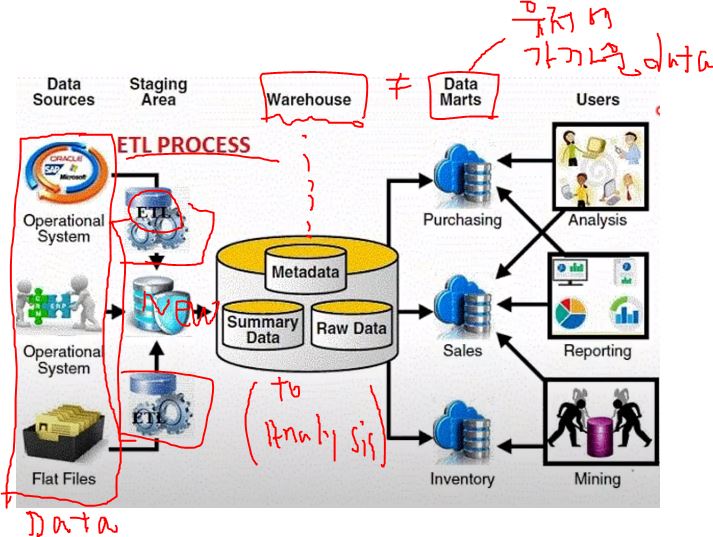 유저에
가까운 data
Data
Sources
Staging
Area
Warehouse
≠
Data
Marts
Users
ETL PROCESS
ORACLE
SAP
Microsoft
ETL
Operational
System
Purchasing
Analysis
Metadata
NEW
Summary
Data
Raw Data
Operational
System
Sales
Reporting
ETL
(to
Analysis)
Flat Files
Inventory
Mining
Data